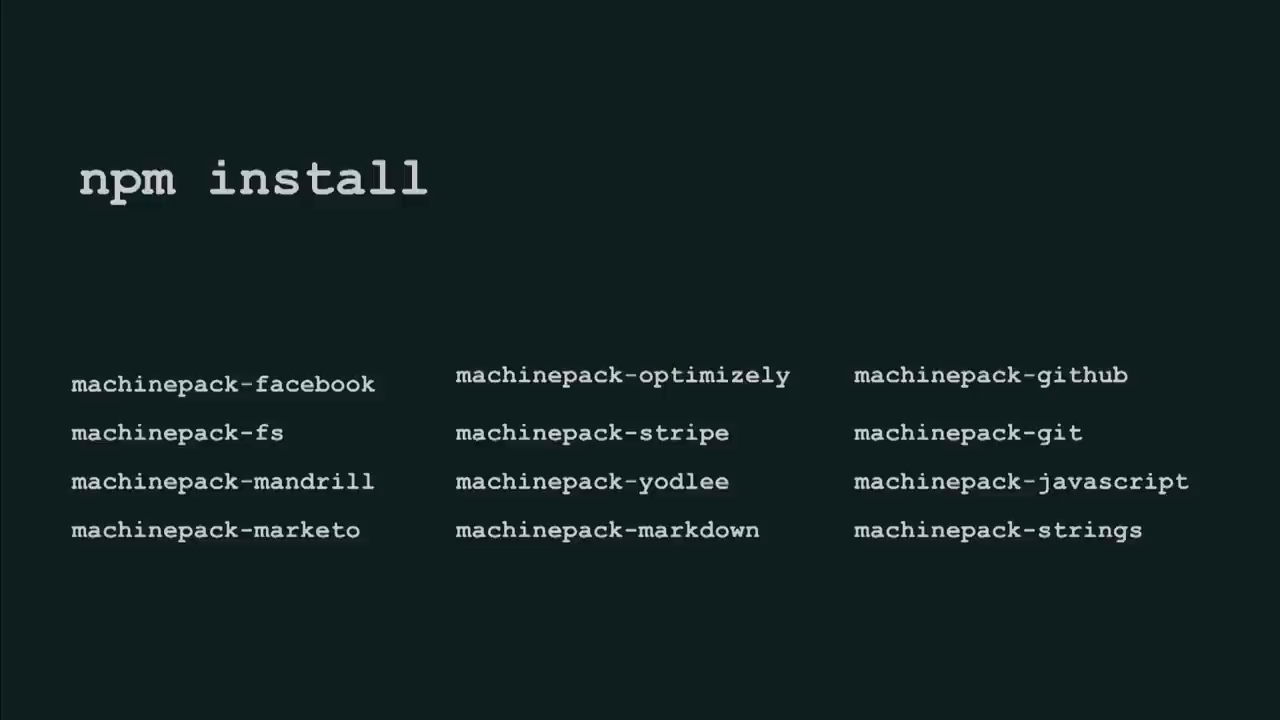 npm install
machinepack-facebook
machinepack-fs
machinepack-mandrill
machinepack-marketo
machinepack-optimizely
machinepack-stripe
machinepack-yodlee
machinepack-markdown
machinepack-github
machinepack-git
machinepack-javascript
machinepack-strings